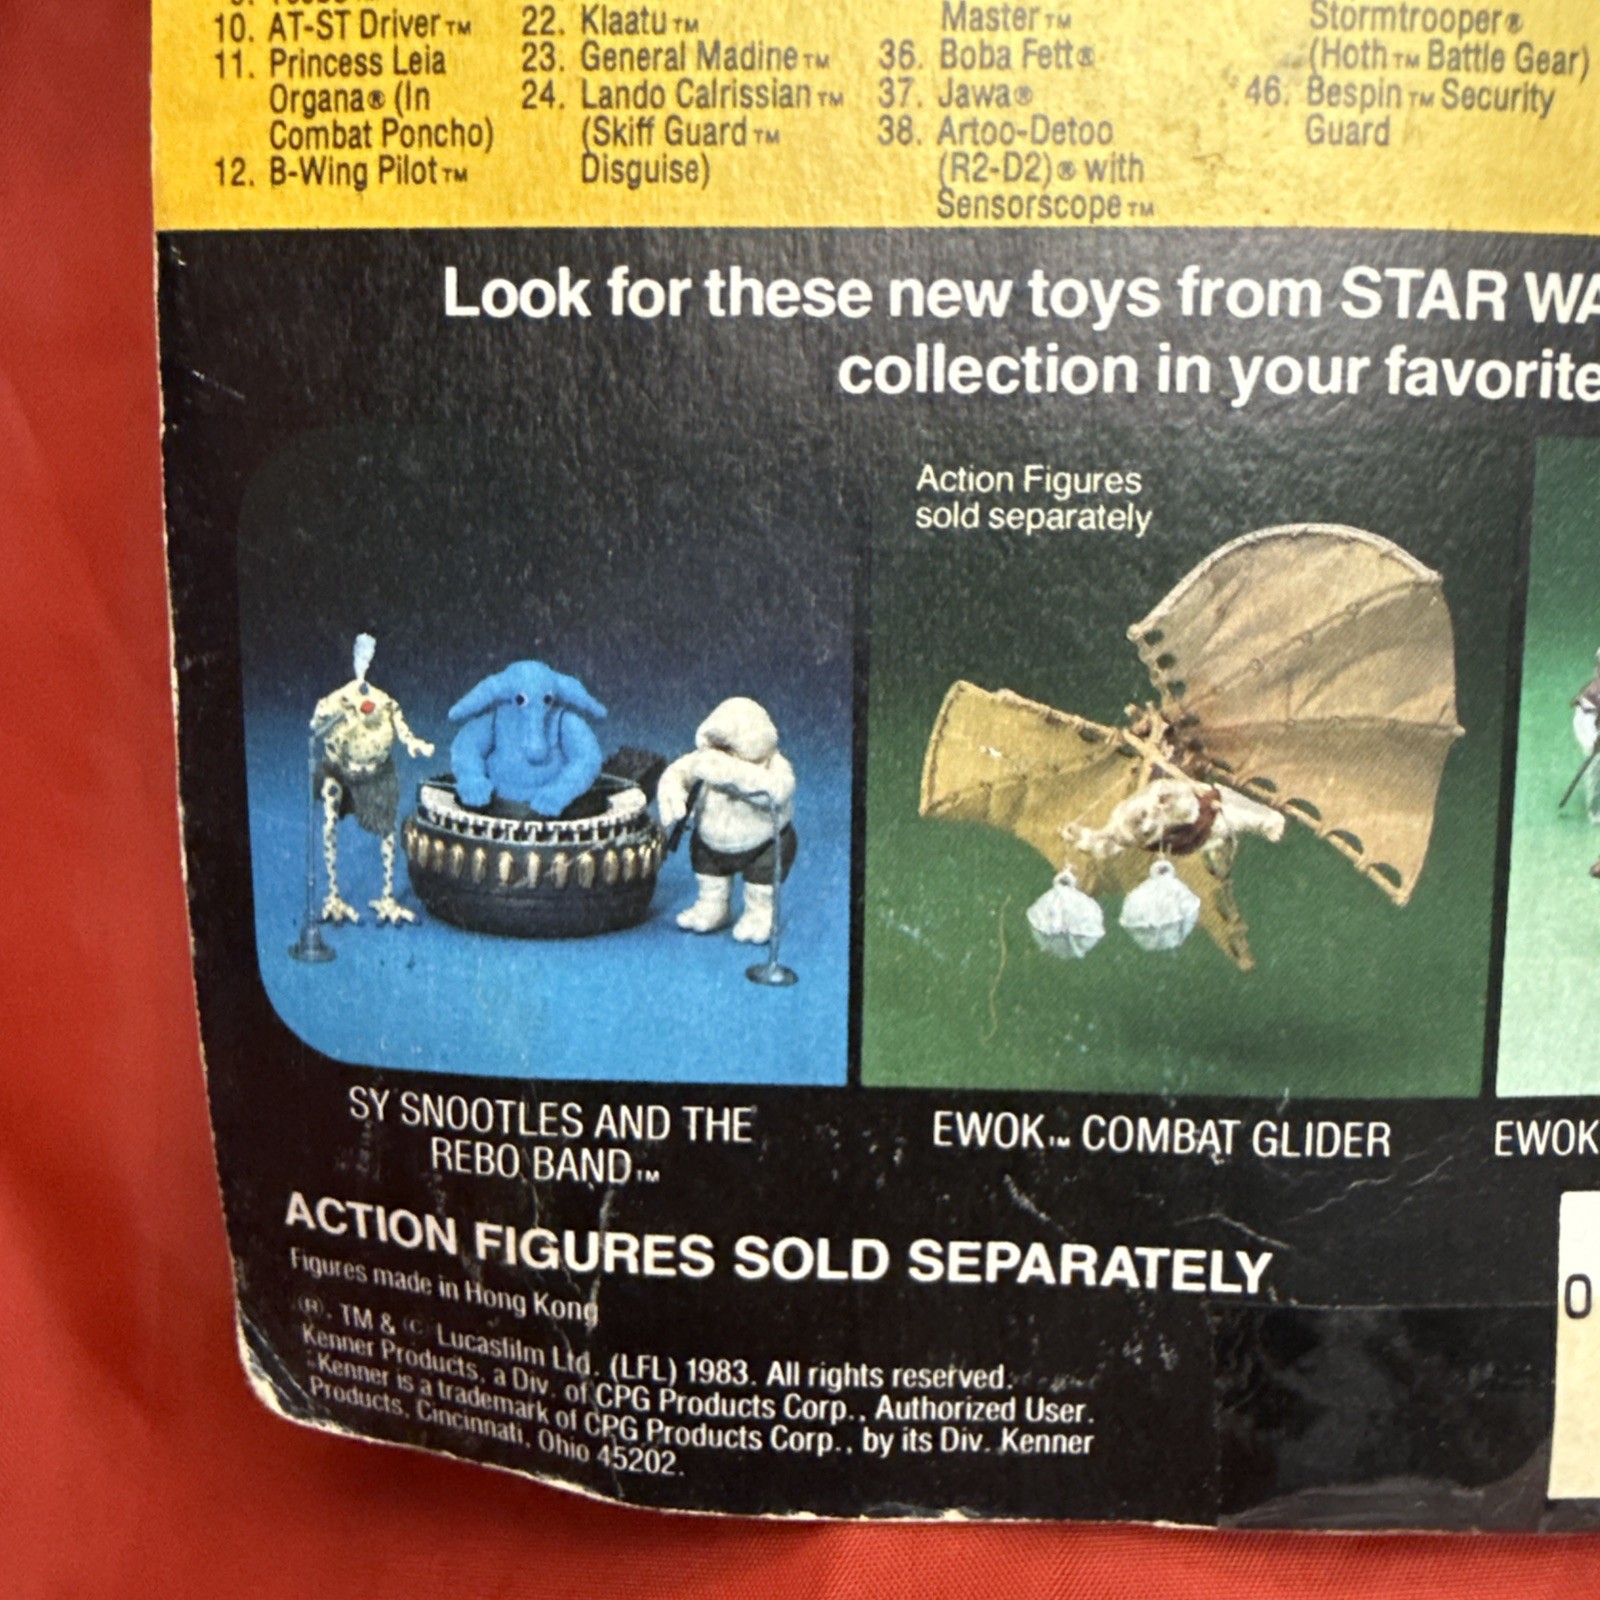 10. AT-ST Driver™
11. Princess Leia
Organa® (In
Combat Poncho)
12. B-Wing Pilot™
22. Klaatu™
23. General Madine™
24. Lando Calrissian™
(Skiff Guard™
Disguise)
Master™
36. Boba Fett®
37. Jawa®
38. Artoo-Detoo
(R2-D2)® with
Sensorscope™
Stormtrooper®
(Hoth™ Battle Gear)
46. Bespin™ Security
Guard
Look for these new toys from STAR WA
collection in your favorite
Action Figures
sold separately
SY SNOOTLES AND THE
REBO BAND™
EWOK™ COMBAT GLIDER
EWOK
ACTION FIGURES SOLD SEPARATELY
Figures made in Hong Kong
®, TM & © Lucasfilm Ltd. (LFL) 1983. All rights reserved.
Kenner Products, a Div. of CPG Products Corp., Authorized User.
Kenner is a trademark of CPG Products Corp., by its Div. Kenner
Products, Cincinnati, Ohio 45202.
0